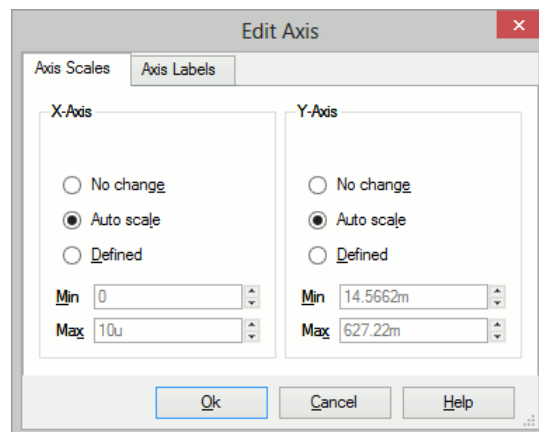 Edit Axis
Axis Scales Axis Labels
X-Axis Y-Axis
No change No change
Auto scale Auto scale
Defined Defined
Min 0 Min 14.5662m
Max 10u Max 627.22m
Ok Cancel Help